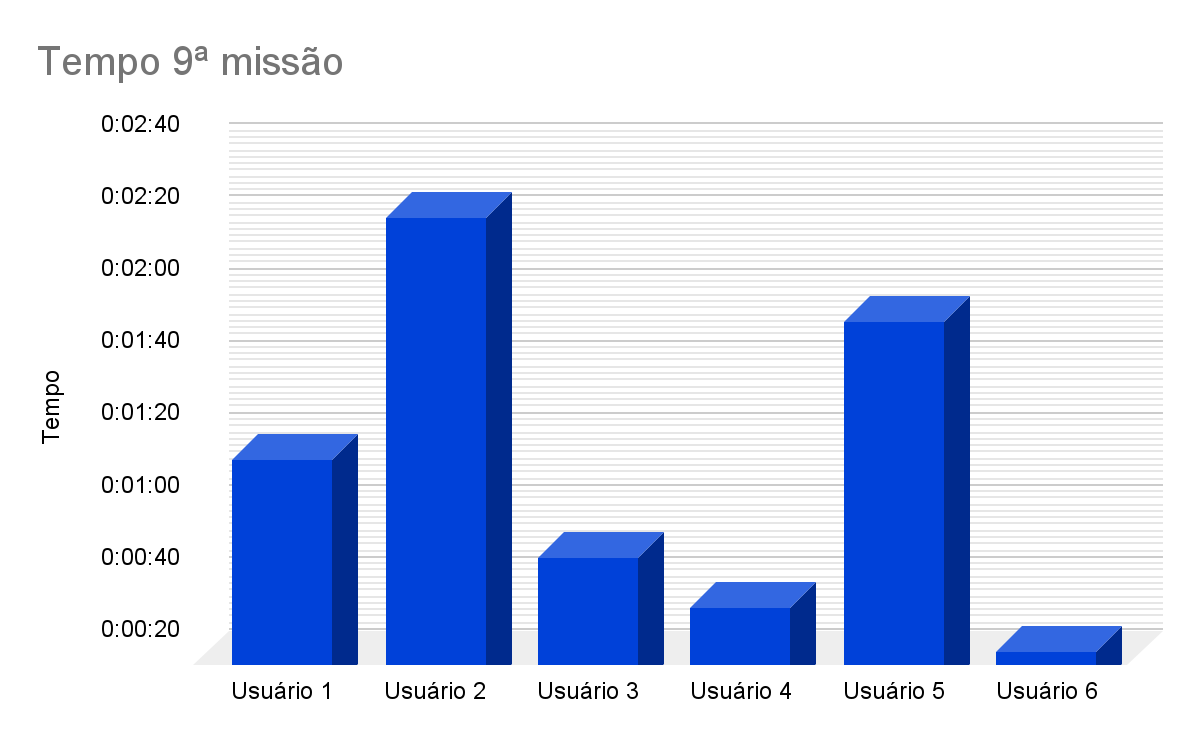 Tempo 9ª missão
0:02:40
0:02:20
0:02:00
0:01:40
0:01:20
0:01:00
0:00:40
0:00:20
Tempo
Usuário 1
Usuário 2
Usuário 3
Usuário 4
Usuário 5
Usuário 6